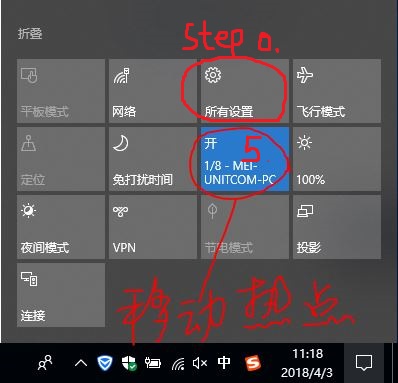 折叠
Step 0.
平板模式
网络
所有设置
飞行模式
定位
免打扰时间
开
5
1/8 - MEI-
UNITCOM-PC
100%
夜间模式
VPN
节电模式
投影
连接
移动热点
中
S
11:18
2018/4/3